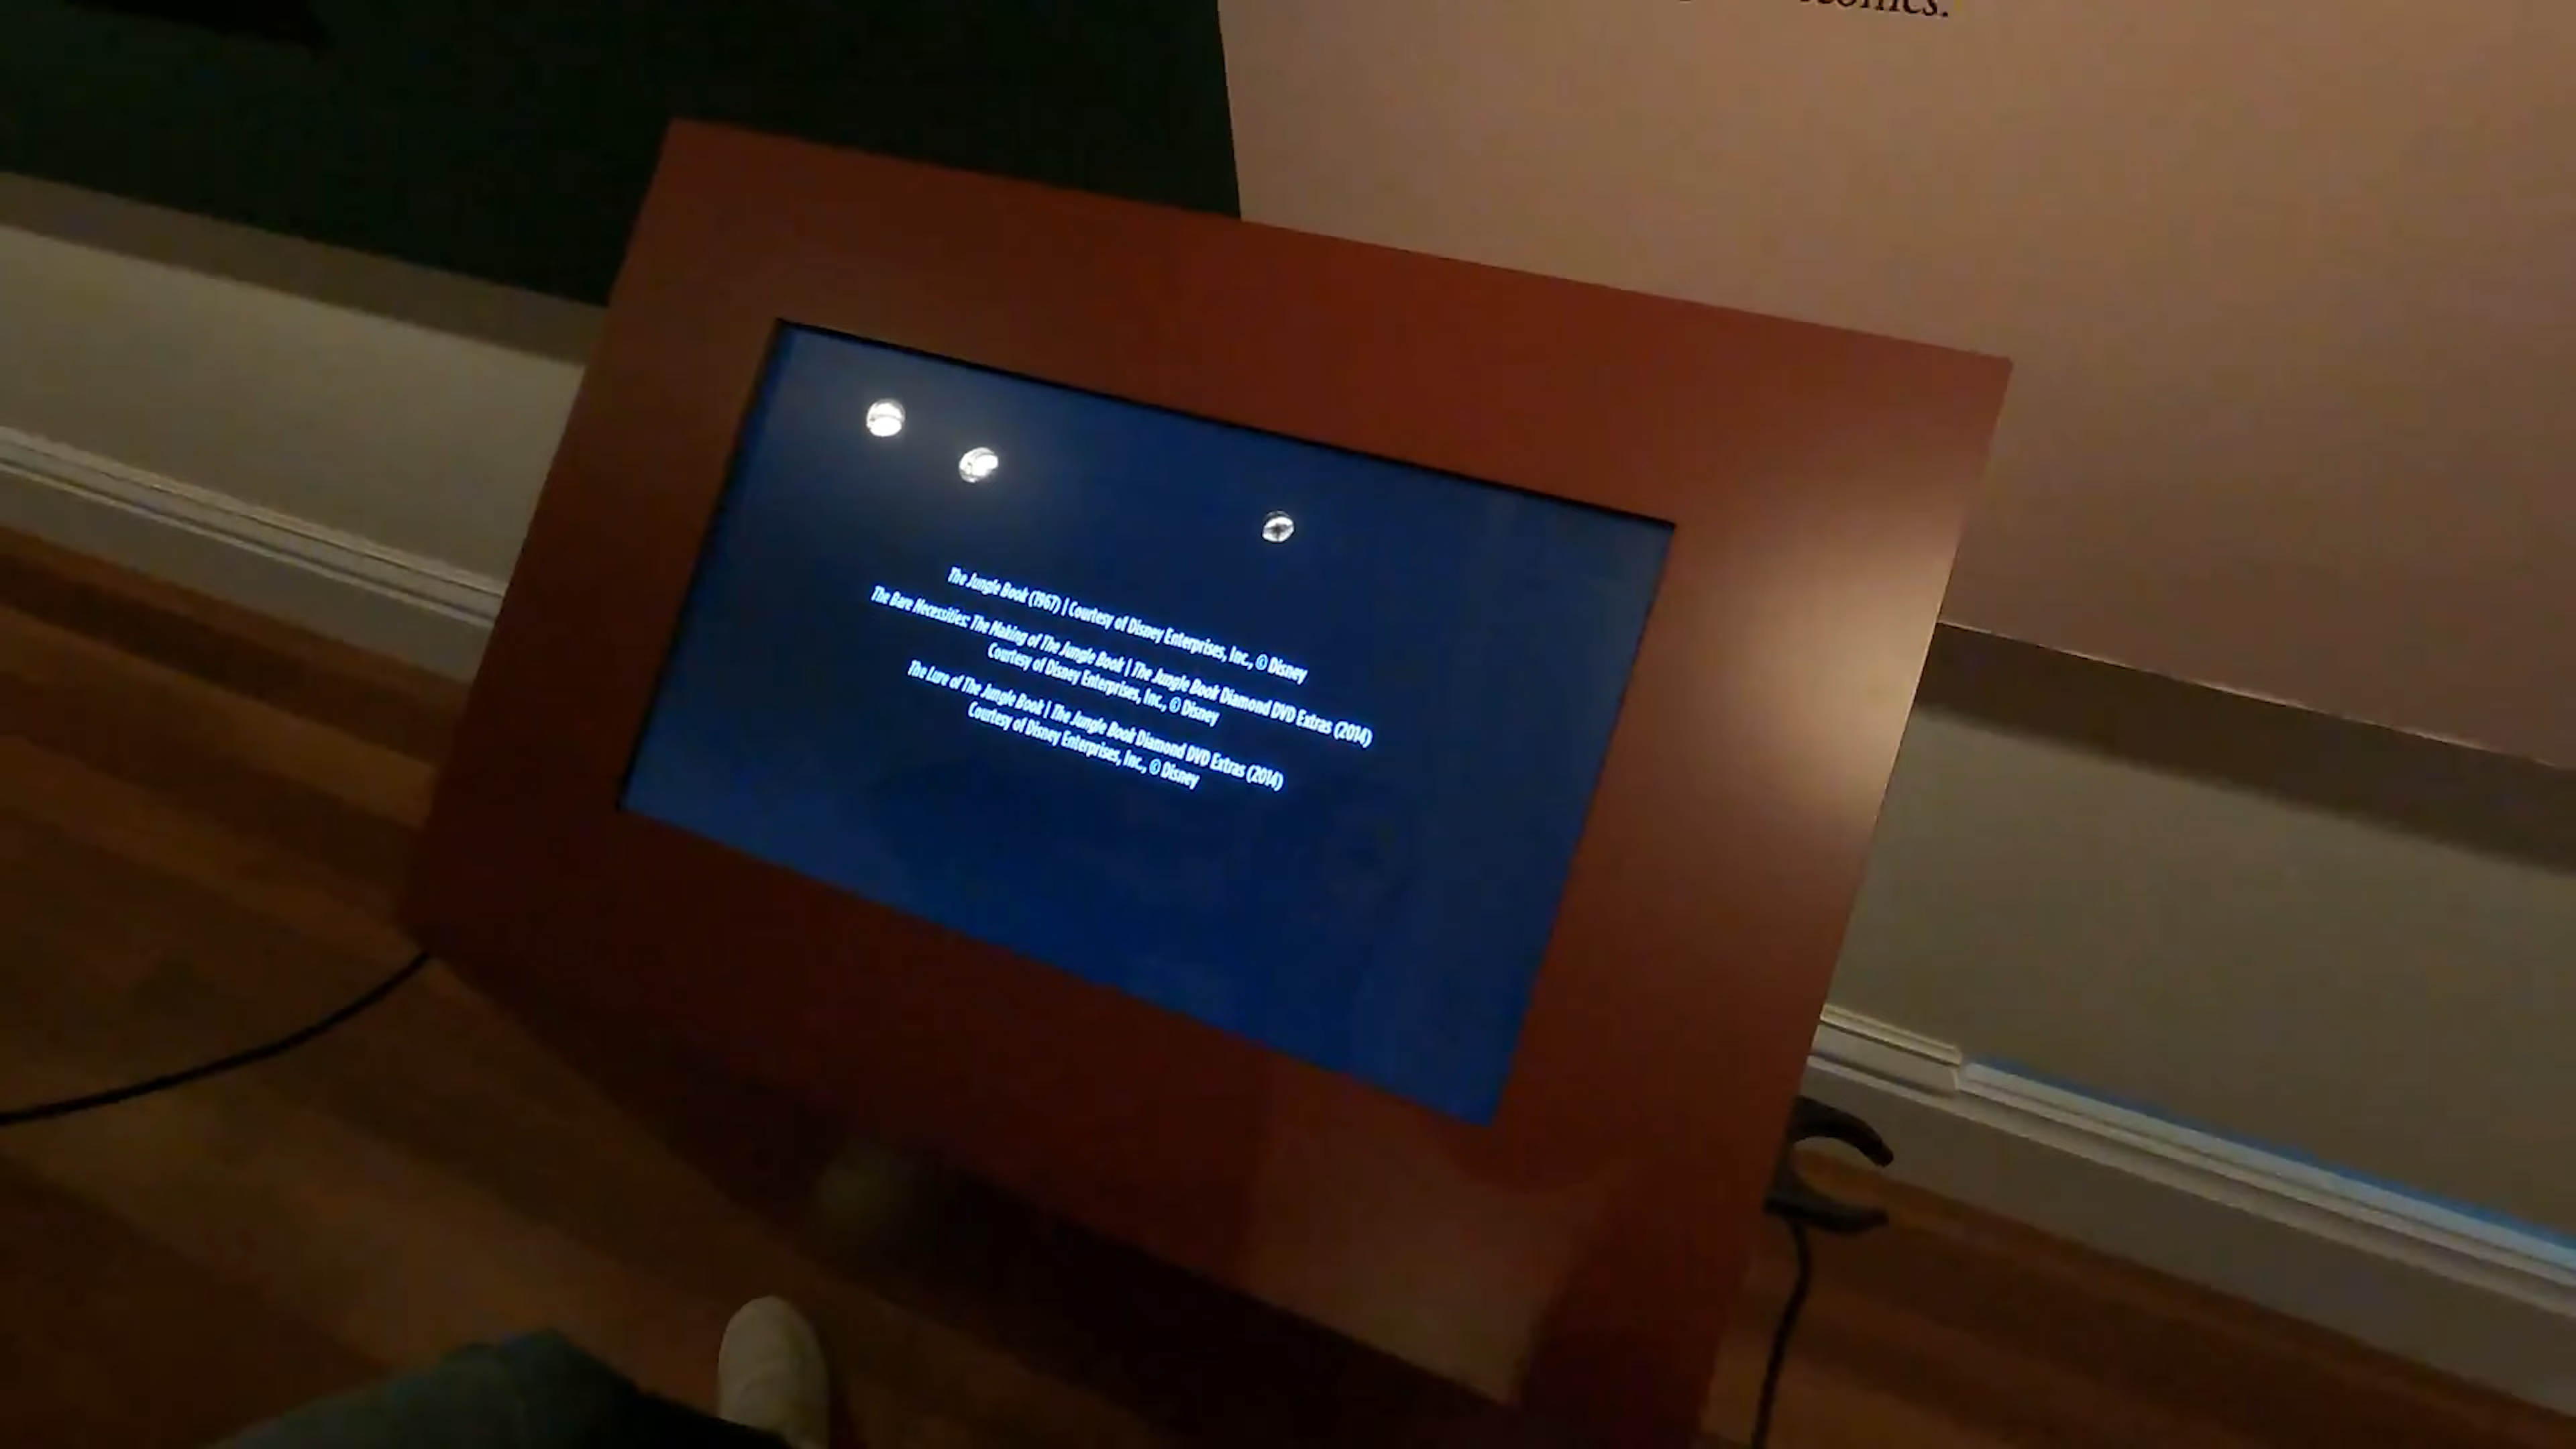 The Jungle Book (1967) | Courtesy of Disney Enterprises, Inc., © Disney
The Bare Necessities: The Making of The Jungle Book | The Jungle Book Diamond DVD Extras (2014)
Courtesy of Disney Enterprises, Inc., © Disney
The Lure of The Jungle Book | The Jungle Book Diamond DVD Extras (2014)
Courtesy of Disney Enterprises, Inc., © Disney